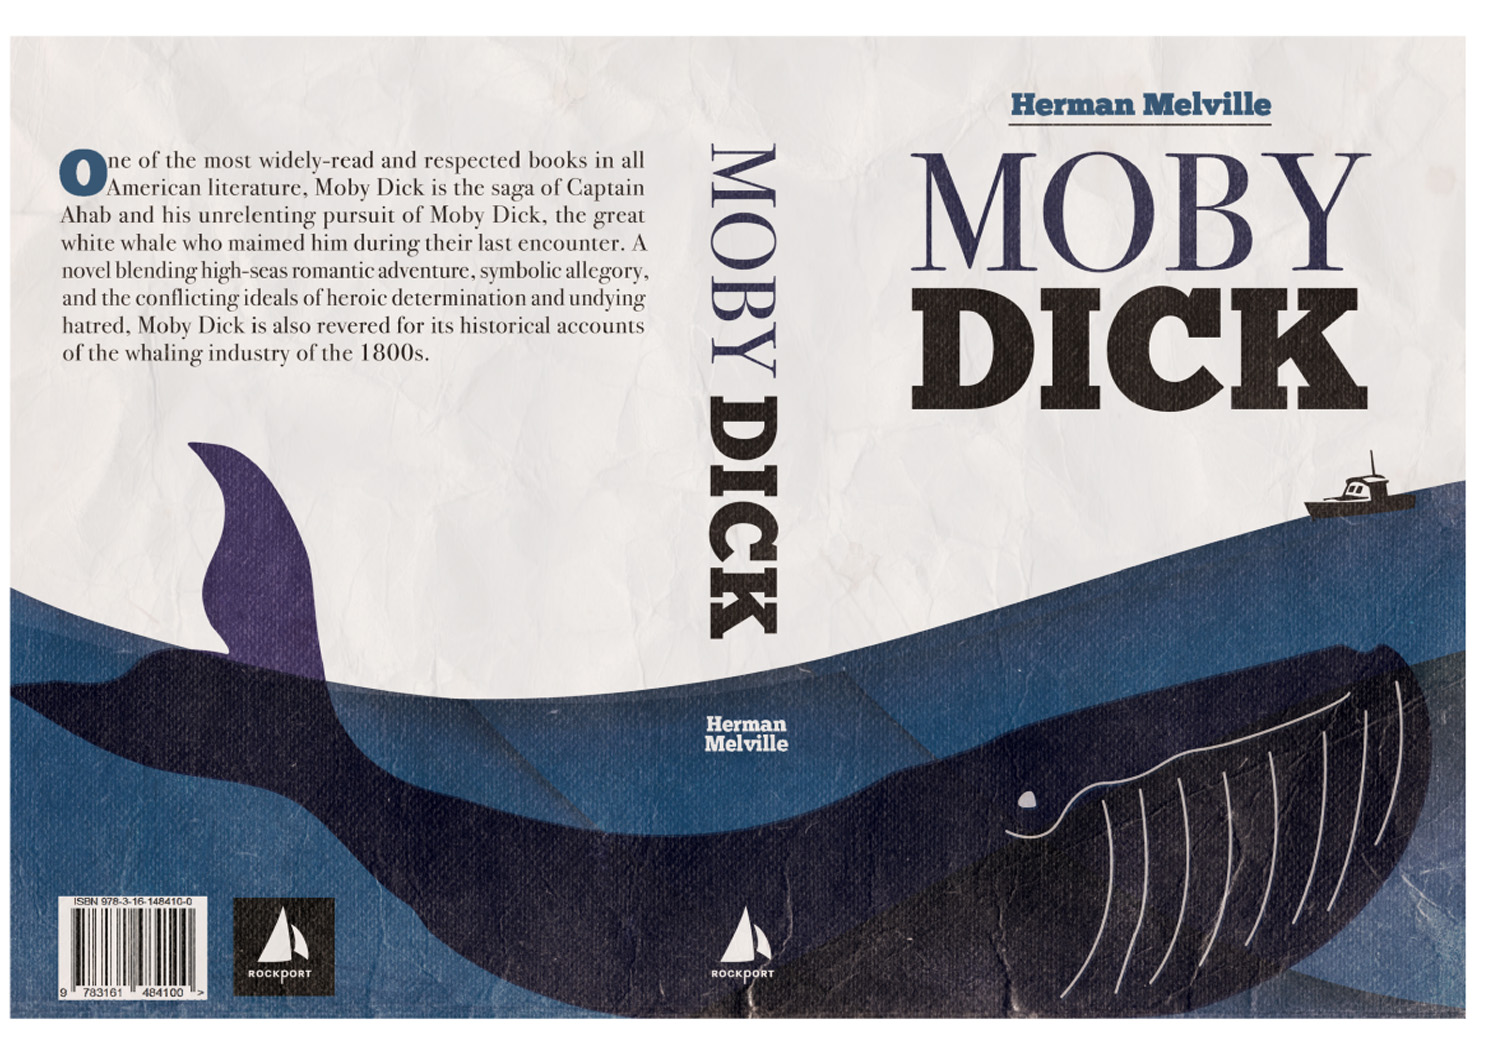 One of the most widely-read and respected books in all
American literature, Moby Dick is the saga of Captain
Ahab and his unrelenting pursuit of Moby Dick, the great
white whale who maimed him during their last encounter. A
novel blending high-seas romantic adventure, symbolic allegory,
and the conflicting ideals of heroic determination and undying
hatred, Moby Dick is also revered for its historical accounts
of the whaling industry of the 1800s.
ISBN 978-3-16-148410-0
9 783161 484100 >
ROCKPORT
MOBY DICK
Herman
Melville
ROCKPORT
Herman Melville
MOBY
DICK